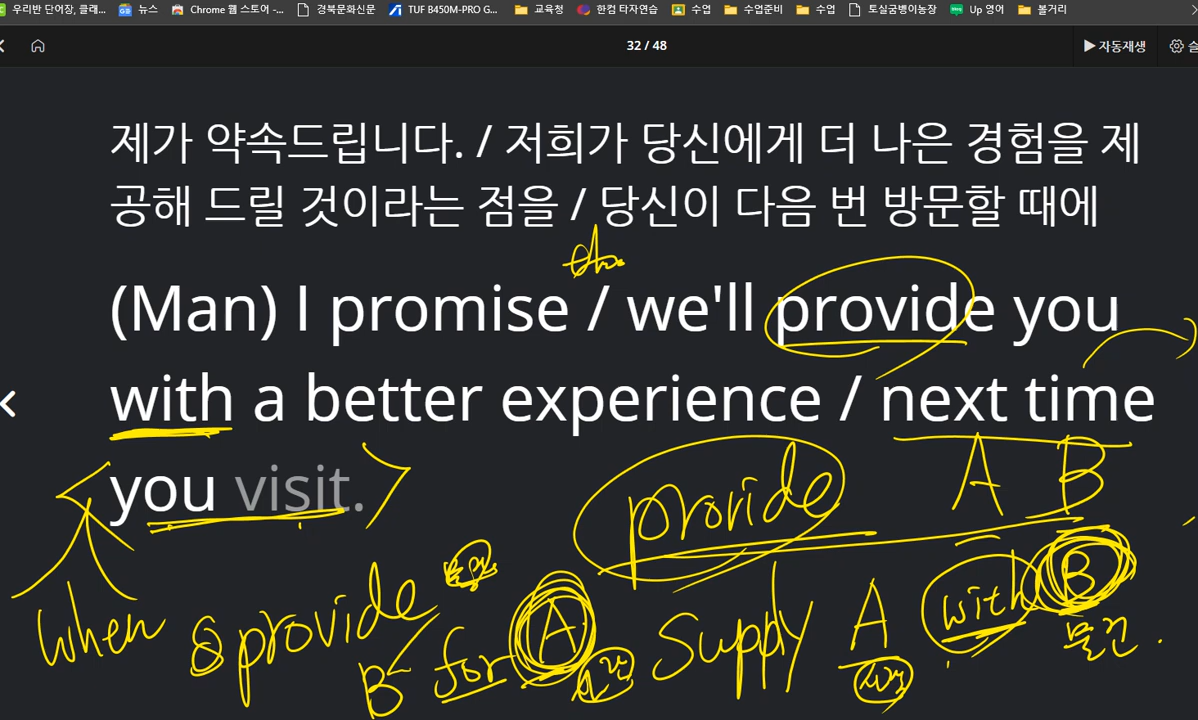 우리반 단어장, 클래... 뉴스 Chrome 웹 스토어 -... 경북문화신문 TUF B450M-PRO G... 교육청 한컴 타자연습 수업 수업준비 수업 토실굼벵이농장 Up 영어 볼거리
32 / 48 자동재생 슬
제가 약속드립니다. / 저희가 당신에게 더 나은 경험을 제
공해 드릴 것이라는 점을 / 당신이 다음 번 방문할 때에
(Man) I promise / we'll provide you
with a better experience / next time
you visit.
provide A B
when provide B for A supply A with B
물건